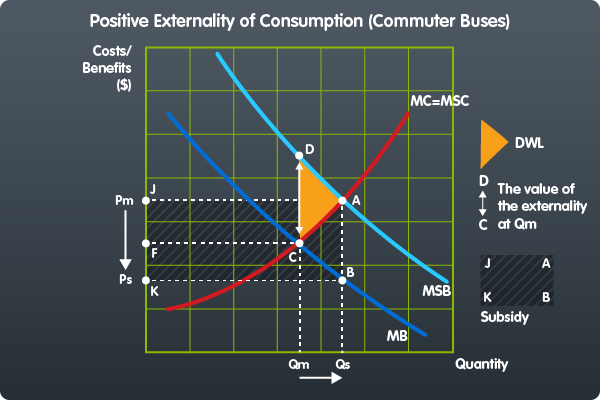 Positive Externality of Consumption (Commuter Buses)
Costs/
Benefits
($)
MC=MSC
DWL
D
The value of
the externality
C at Qm
D
J
Pm
A
F
C
B
Ps
K
MSB
MB
J A
K B
Subsidy
Qm Qs Quantity